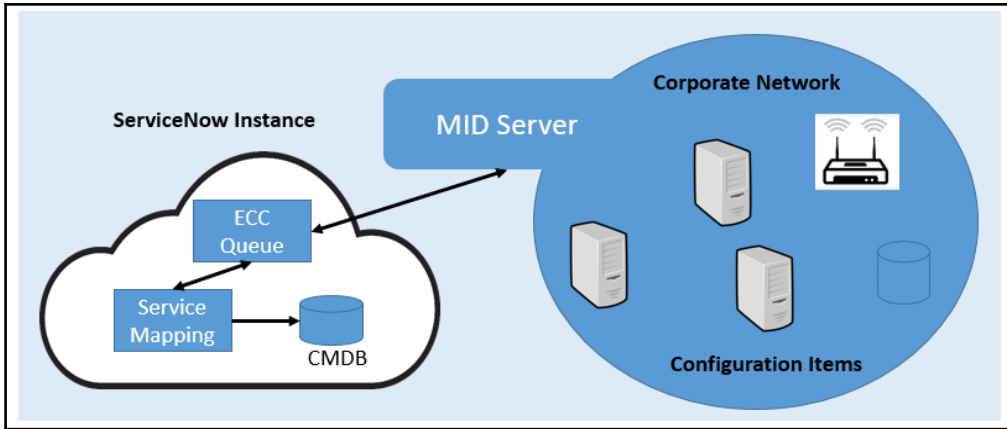 ServiceNow Instance
ECC
Queue
Service
Mapping
CMDB
MID Server
Corporate Network
Configuration Items